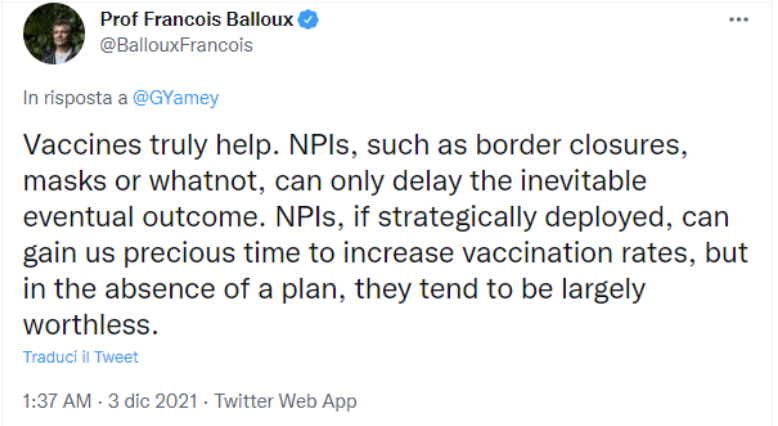 Prof Francois Balloux
@BallouxFrancois
In risposta a @GYamey
Vaccines truly help. NPIs, such as border closures,
masks or whatnot, can only delay the inevitable
eventual outcome. NPIs, if strategically deployed, can
gain us precious time to increase vaccination rates, but
in the absence of a plan, they tend to be largely
worthless.
Traduci il Tweet
1:37 AM · 3 dic 2021 · Twitter Web App